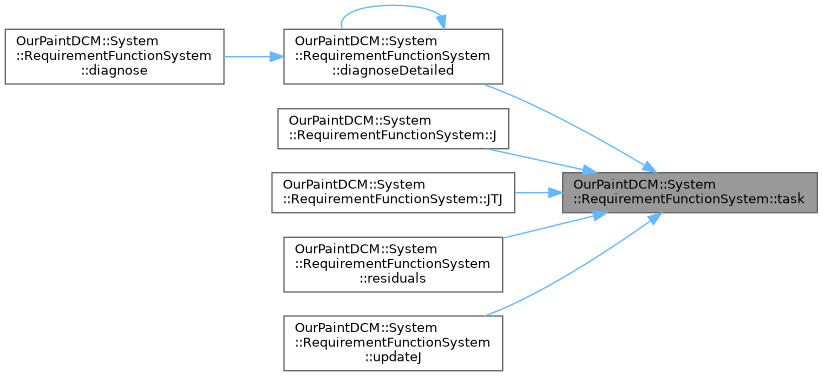 OurPaintDCM::System
::RequirementFunctionSystem
::diagnose
OurPaintDCM::System
::RequirementFunctionSystem
::diagnoseDetailed
OurPaintDCM::System
::RequirementFunctionSystem::J
OurPaintDCM::System
::RequirementFunctionSystem::JTJ
OurPaintDCM::System
::RequirementFunctionSystem
::residuals
OurPaintDCM::System
::RequirementFunctionSystem
::updateJ
OurPaintDCM::System
::RequirementFunctionSystem::task